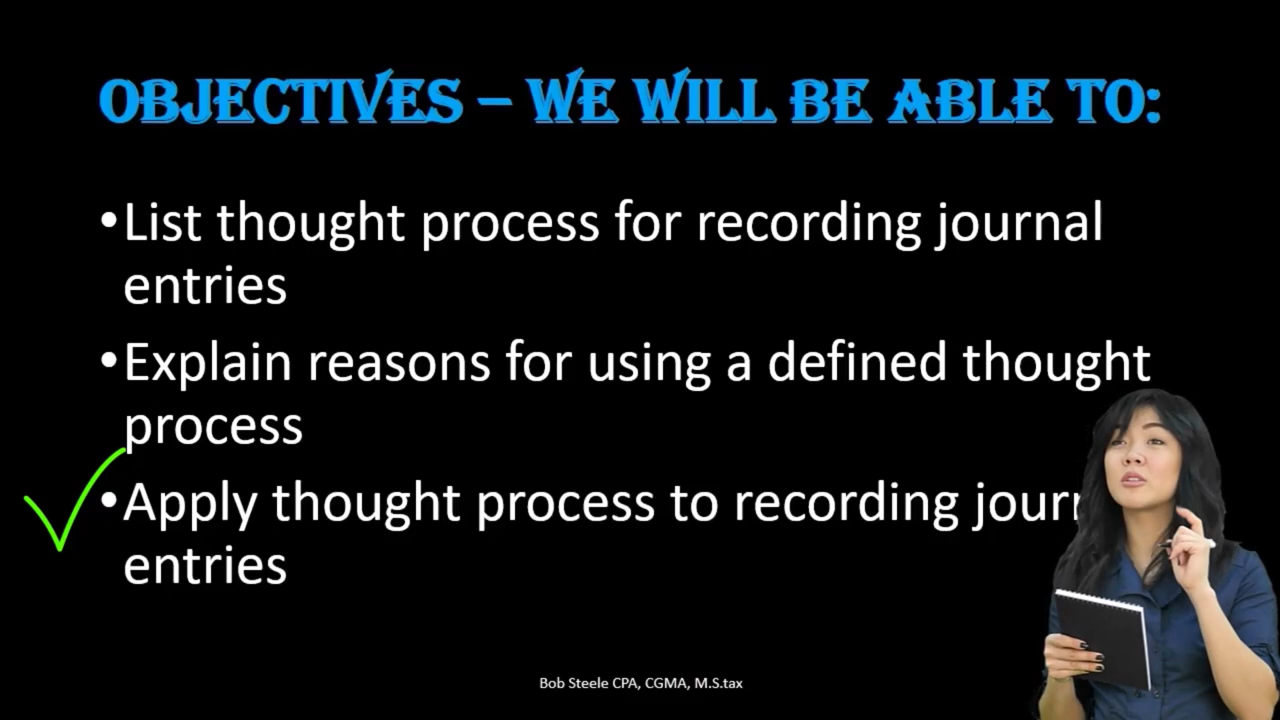 OBJECTIVES – WE WILL BE ABLE TO:
•List thought process for recording journal
entries
•Explain reasons for using a defined thought
process
•Apply thought process to recording
entries
Bob Steele CPA, CGMA, M.S.tax